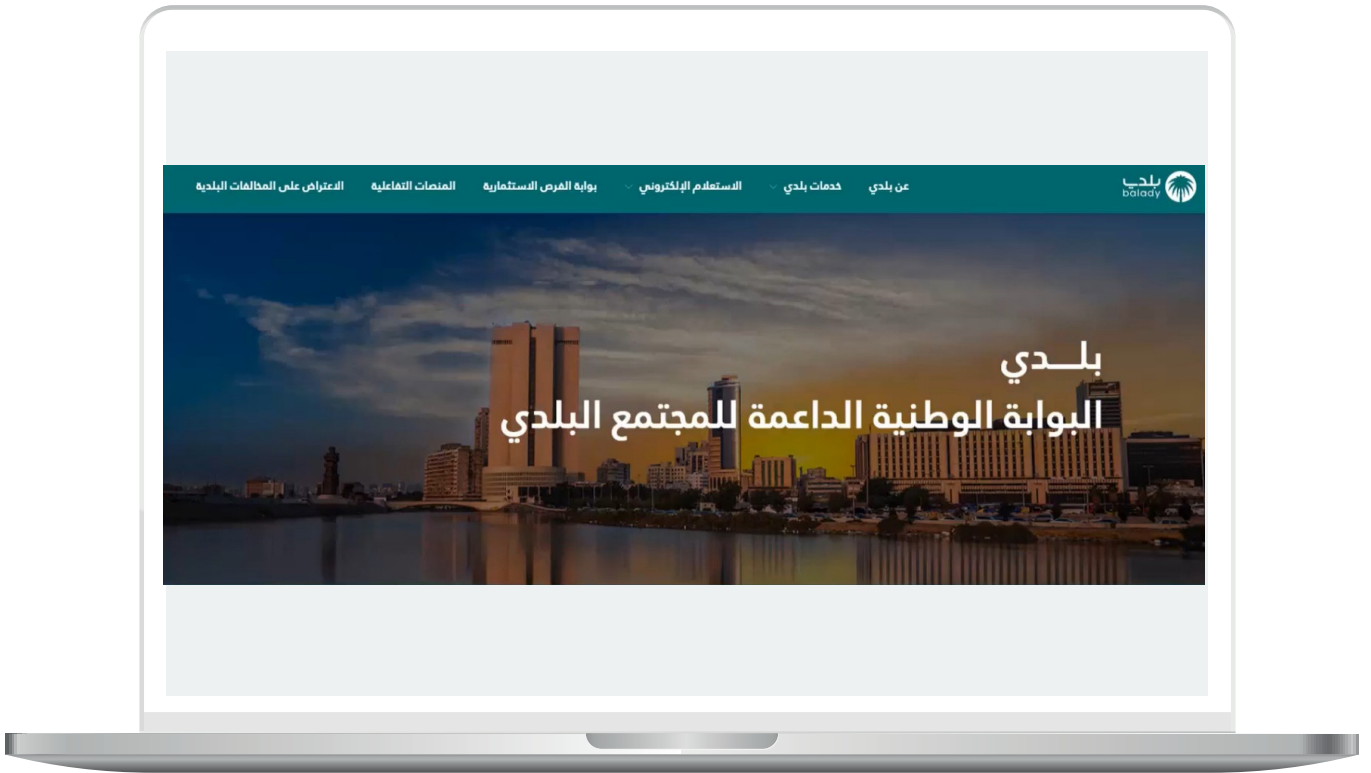 بلدي
balady
عن بلدي
خدمات بلدي
الاستعلام الإلكتروني
بوابة الفرص الاستثمارية
المنصات التفاعلية
الاعتراض على المخالفات البلدية
بلـــدي
البوابة الوطنية الداعمة للمجتمع البلدي